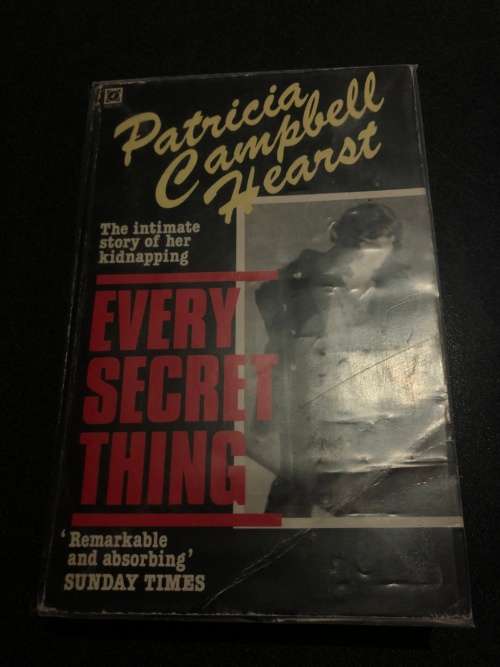 Patricia
Campbell
Hearst
The intimate
story of her
kidnapping
EVERY
SECRET
THING
‘Remarkable
and absorbing’
SUNDAY TIMES